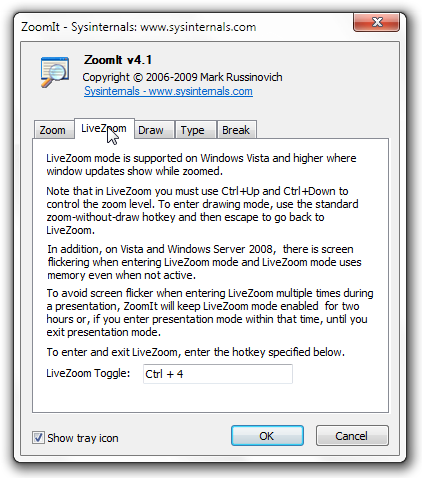 ZoomIt - Sysinternals: www.sysinternals.com
ZoomIt v4.1
Copyright © 2006-2009 Mark Russinovich
Sysinternals - www.sysinternals.com
Zoom LiveZoom Draw Type Break
LiveZoom mode is supported on Windows Vista and higher where
window updates show while zoomed.
Note that in LiveZoom you must use Ctrl+Up and Ctrl+Down to
control the zoom level. To enter drawing mode, use the standard
zoom-without-draw hotkey and then escape to go back to
LiveZoom.
In addition, on Vista and Windows Server 2008, there is screen
flickering when entering LiveZoom mode and LiveZoom mode uses
memory even when not active.
To avoid screen flicker when entering LiveZoom multiple times during
a presentation, ZoomIt will keep LiveZoom mode enabled for two
hours or, if you enter presentation mode within that time, until you
exit presentation mode.
To enter and exit LiveZoom, enter the hotkey specified below.
LiveZoom Toggle: Ctrl + 4
Show tray icon OK Cancel